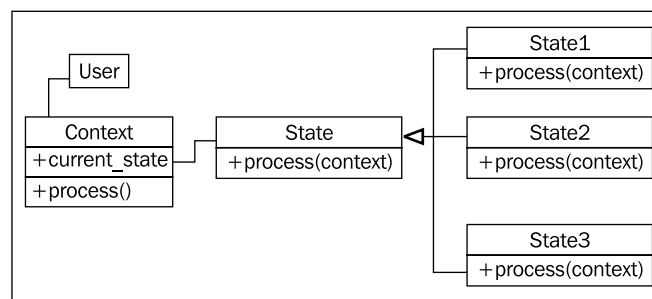 User
Context
+current_state
+process()
State
+process(context)
State1
+process(context)
State2
+process(context)
State3
+process(context)